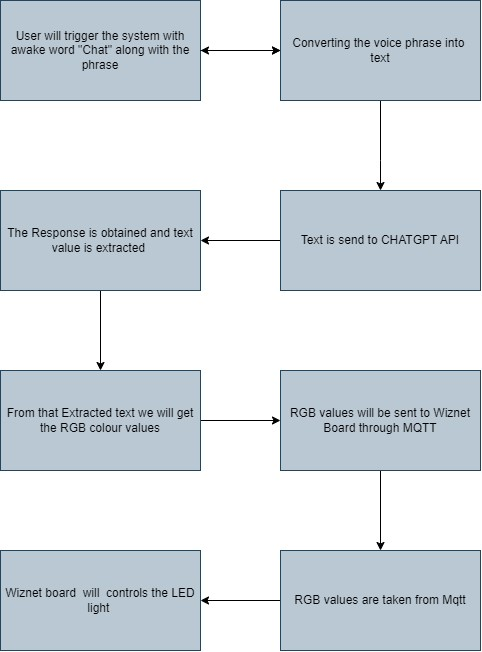 User will trigger the system with
awake word "Chat" along with the
phrase
Converting the voice phrase into
text
The Response is obtained and text
value is extracted
Text is send to CHATGPT API
From that Extracted text we will get
the RGB colour values
RGB values will be sent to Wiznet
Board through MQTT
Wiznet board  will  controls the LED
light
RGB values are taken from Mqtt